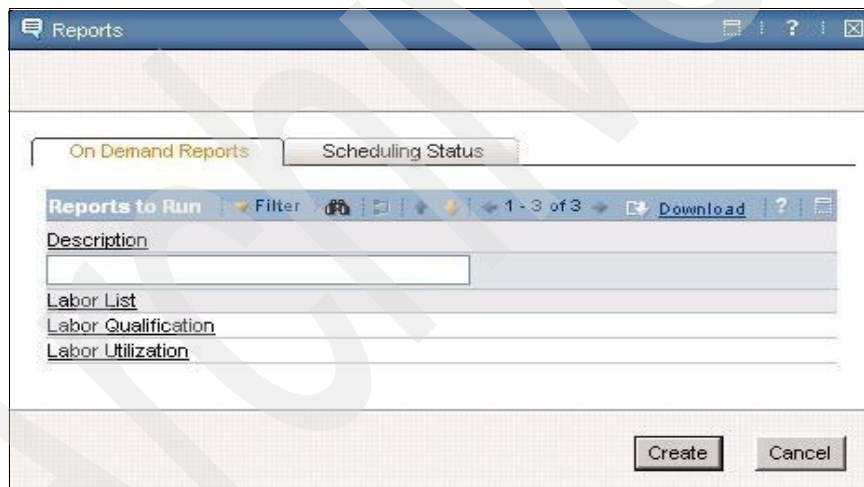 Reports ?
On Demand Reports Scheduling Status
Reports to Run Filter 1 - 3 of 3 Download ?
Description
Labor List
Labor Qualification
Labor Utilization
Create Cancel